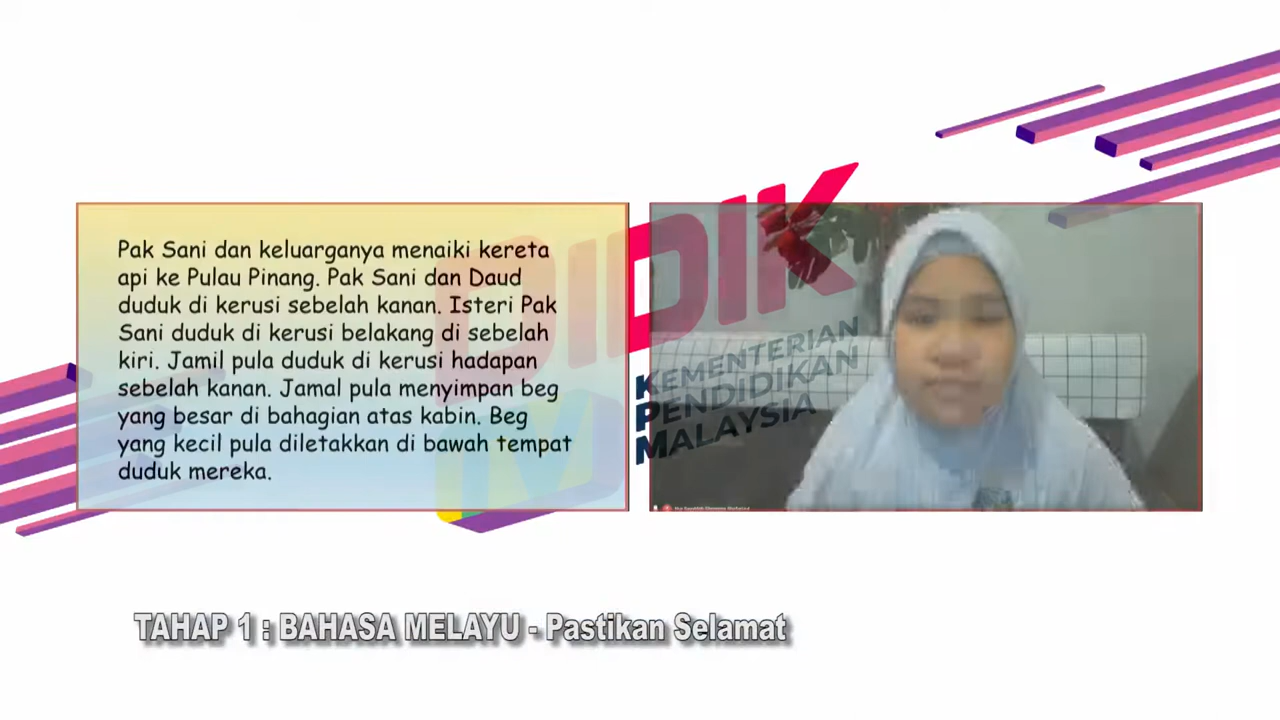 Pak Sani dan keluarganya menaiki kereta
api ke Pulau Pinang. Pak Sani dan Daud
duduk di kerusi sebelah kanan. Isteri Pak
Sani duduk di kerusi belakang di sebelah
kiri. Jamil pula duduk di kerusi hadapan
sebelah kanan. Jamal pula menyimpan beg
yang besar di bahagian atas kabin. Beg
yang kecil pula diletakkan di bawah tempat
duduk mereka.
DIDIK
KEMENTERIAN
PENDIDIKAN
MALAYSIA
TAHAP 1 : BAHASA MELAYU - Pastikan Selamat